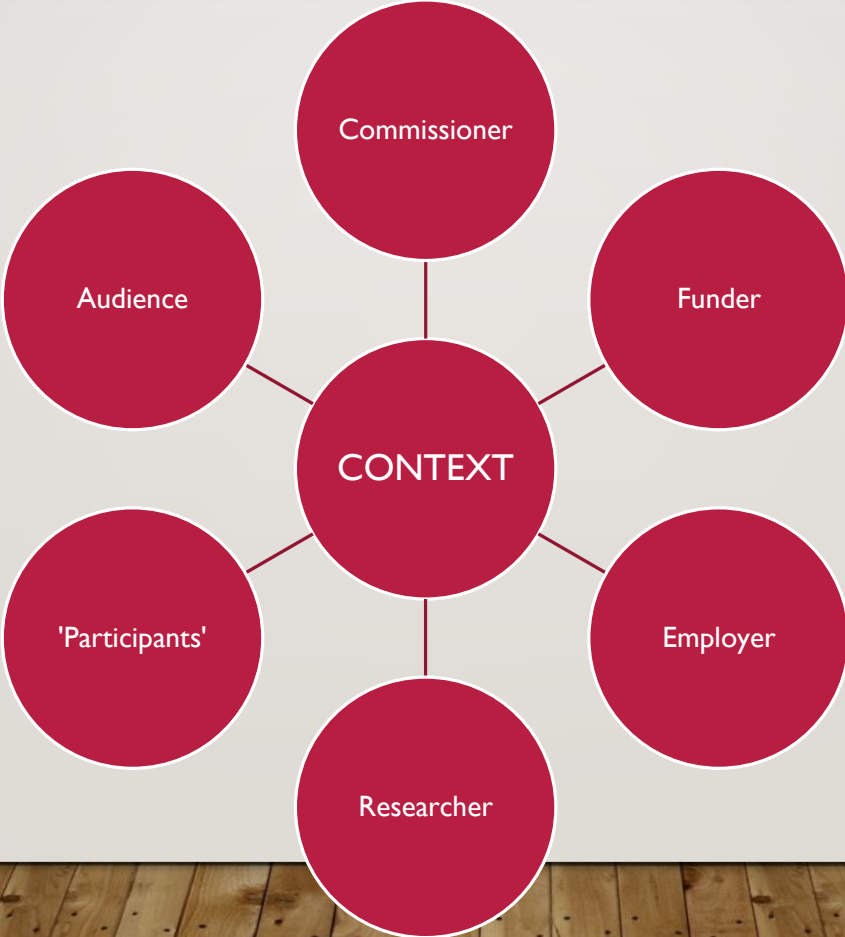 Commissioner
Audience
Funder
CONTEXT
'Participants'
Employer
Researcher